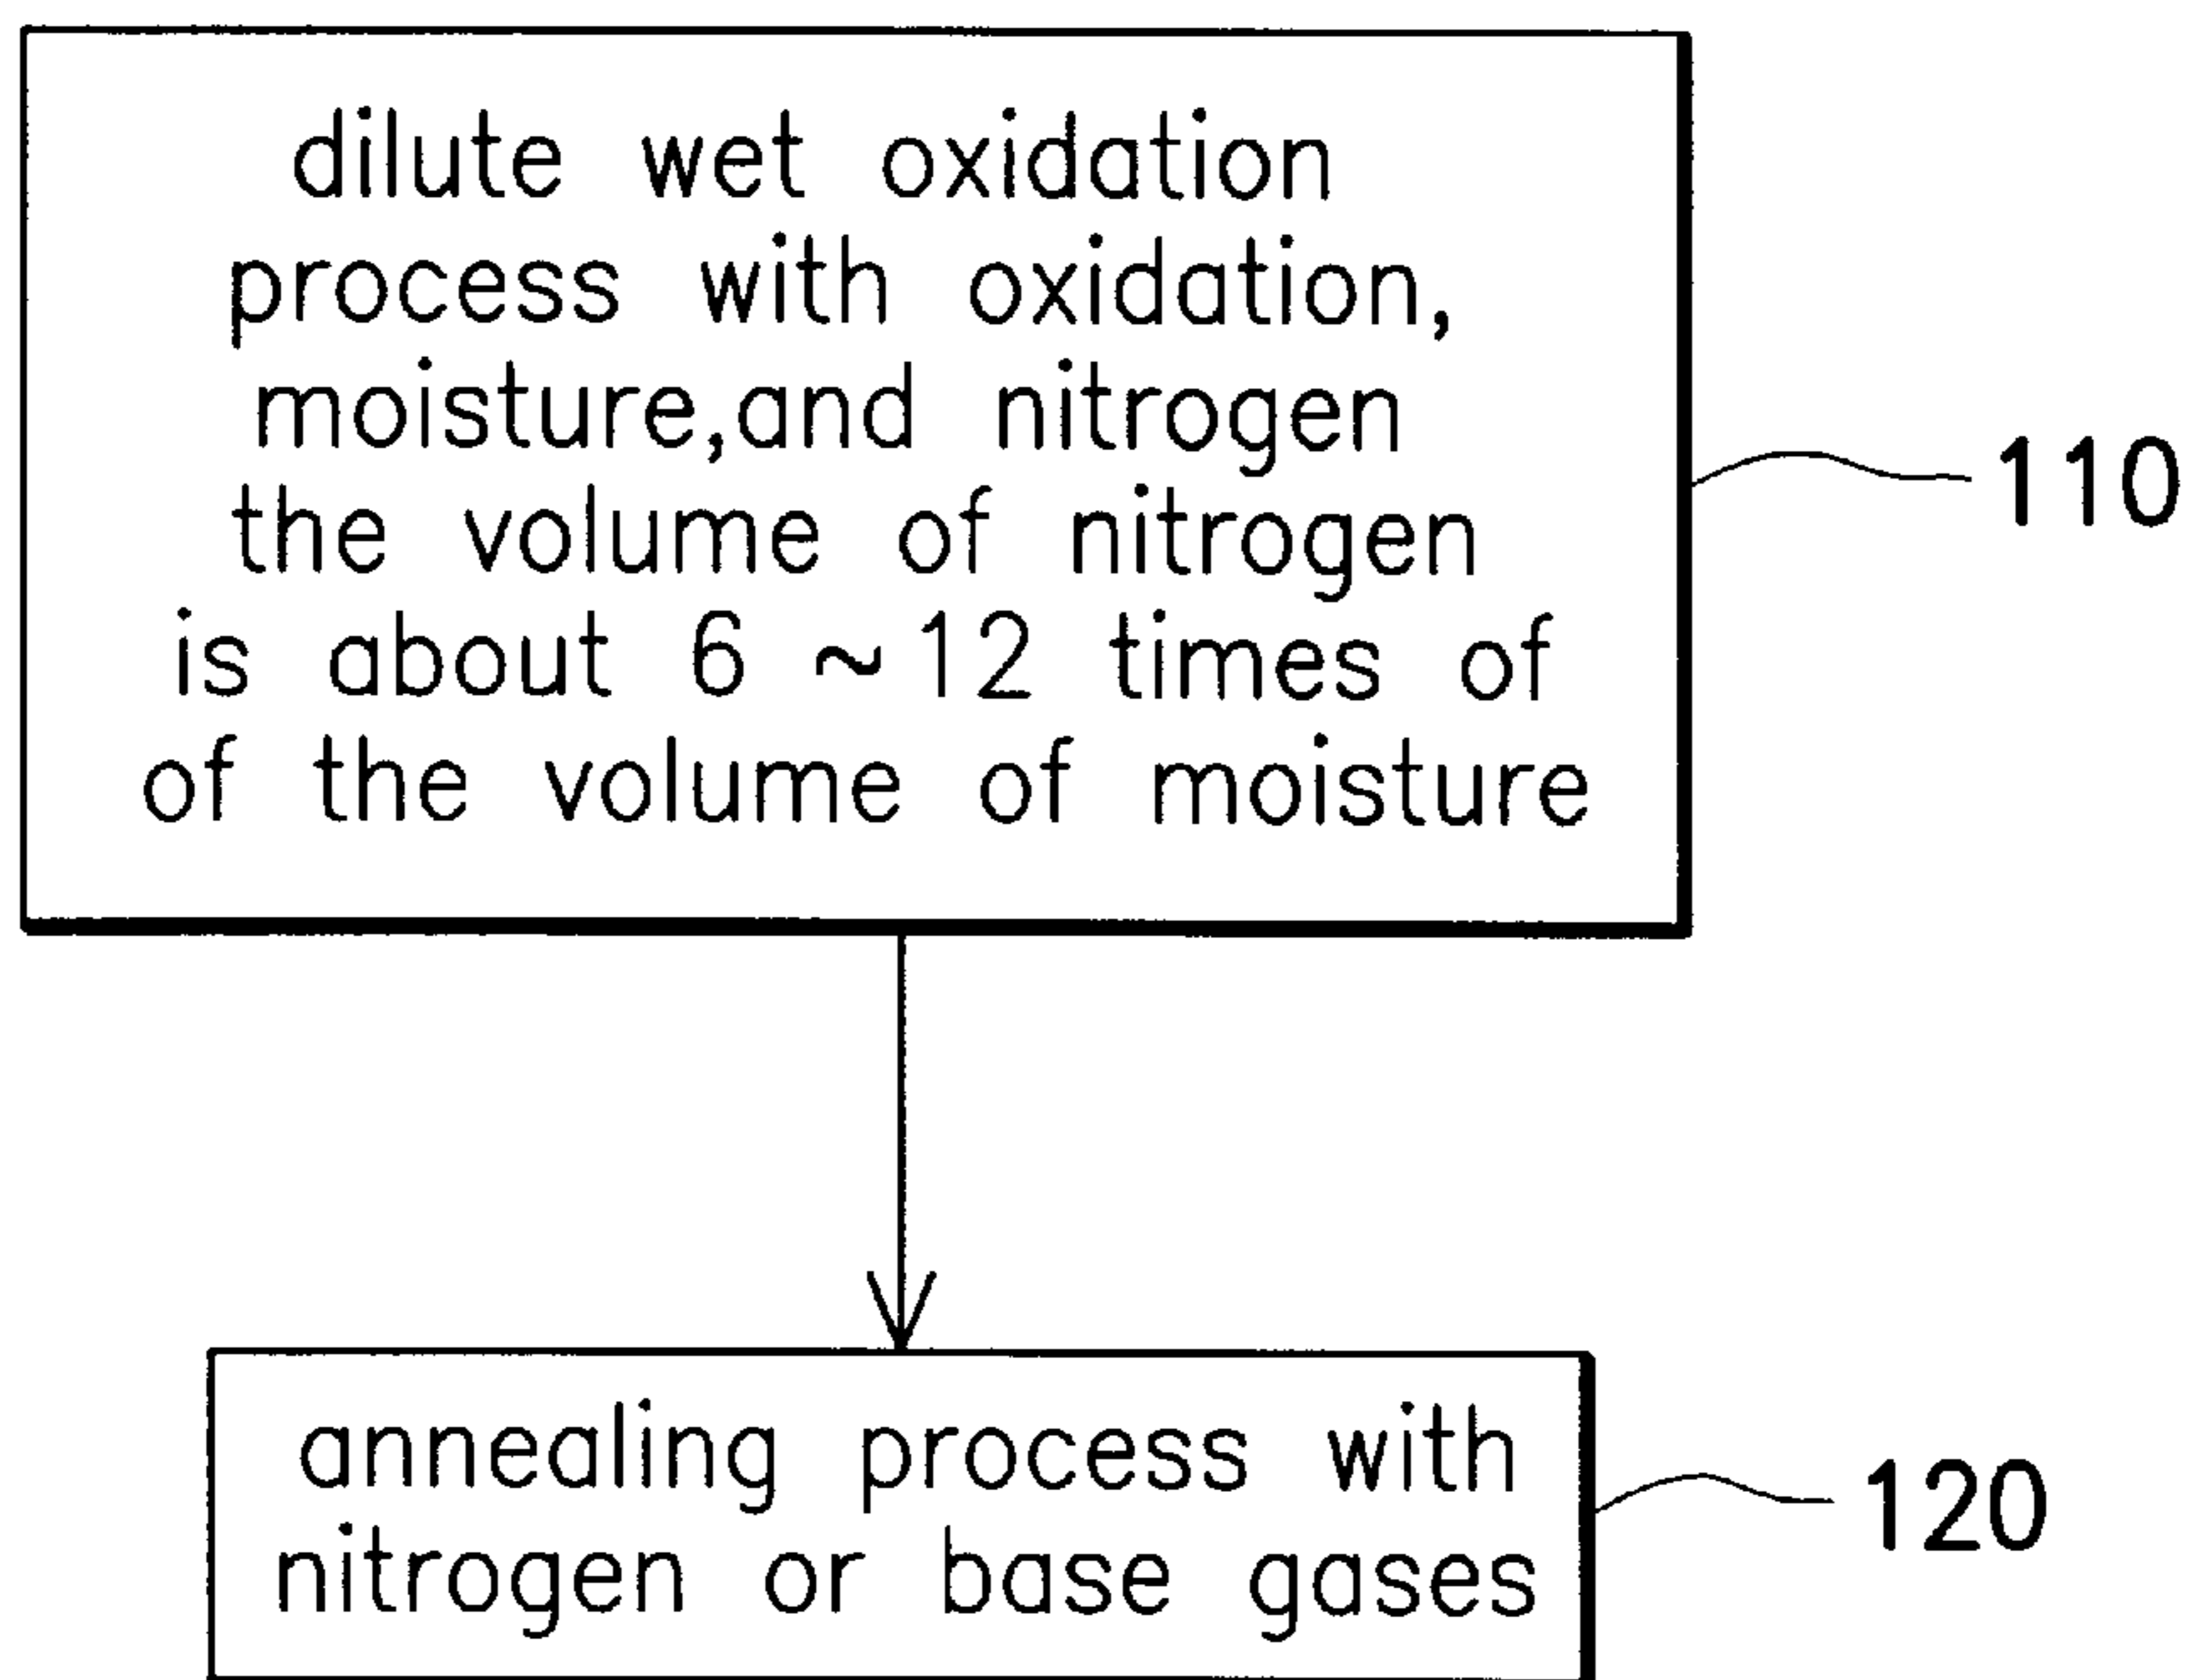 dilute wet oxidation
process with oxidation,
moisture,and nitrogen
the volume of nitrogen
is about 6 ~ 12 times of
of the volume of moisture
110
annealing process with
nitrogen or base gases
120